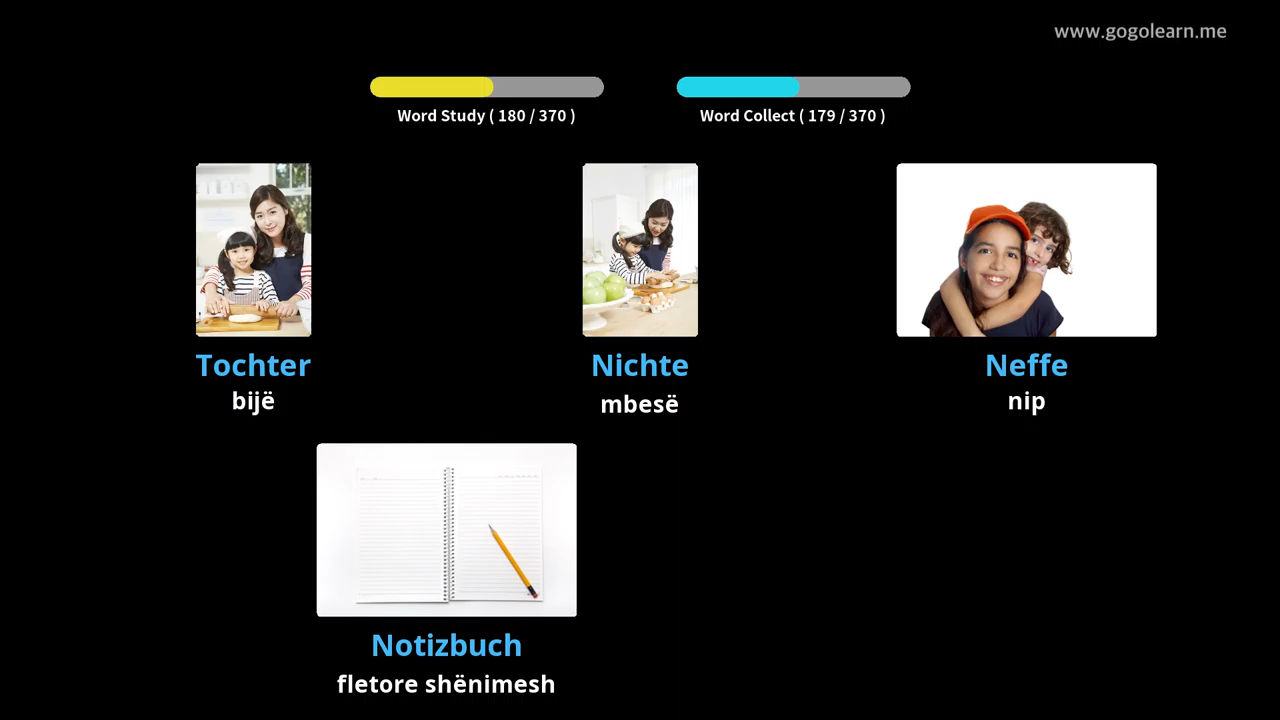 www.gogolearn.me
Word Study ( 180 / 370 )
Word Collect ( 179 / 370 )
Tochter
bijë
Nichte
mbesë
Neffe
nip
Notizbuch
fletore shënimesh